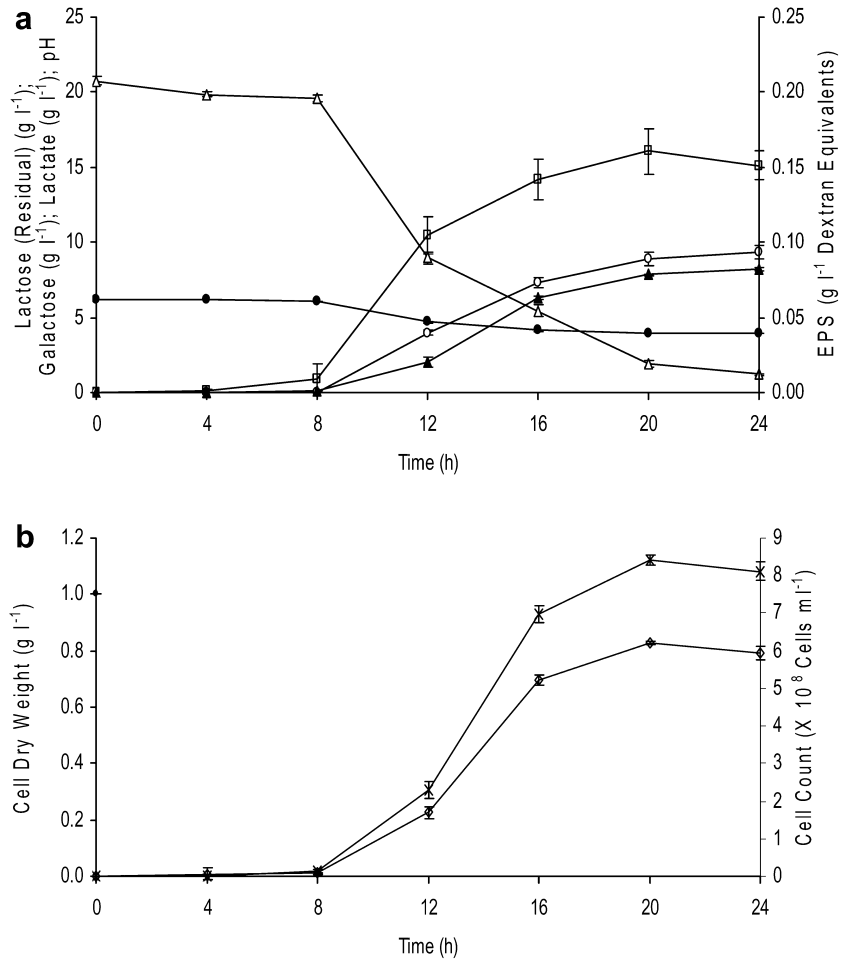 a
Lactose (Residual) (g l-1);
Galactose (g l-1); Lactate (g l-1); pH
25
20
15
10
5
0
0.25
0.20
0.15
0.10
0.05
0.00
EPS (g l-1 Dextran Equivalents)
0 4 8 12 16 20 24
Time (h)
b
Cell Dry Weight (g l-1)
1.2
1.0
0.8
0.6
0.4
0.2
0.0
9
8
7
6
5
4
3
2
1
0
Cell Count (X 10^8 Cells ml-1)
0 4 8 12 16 20 24
Time (h)